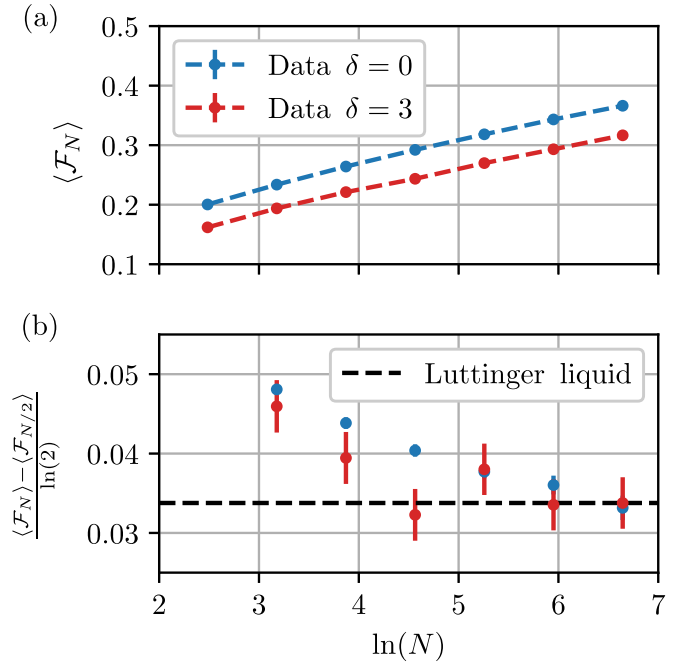 (a)
0.5
0.4
0.3
0.2
0.1
⟨𝓕_N⟩
Data δ = 0
Data δ = 3
(b)
0.05
0.04
0.03
⟨𝓕_N⟩−⟨𝓕_{N/2}⟩
ln(2)
Luttinger liquid
2 3 4 5 6 7
ln(N)